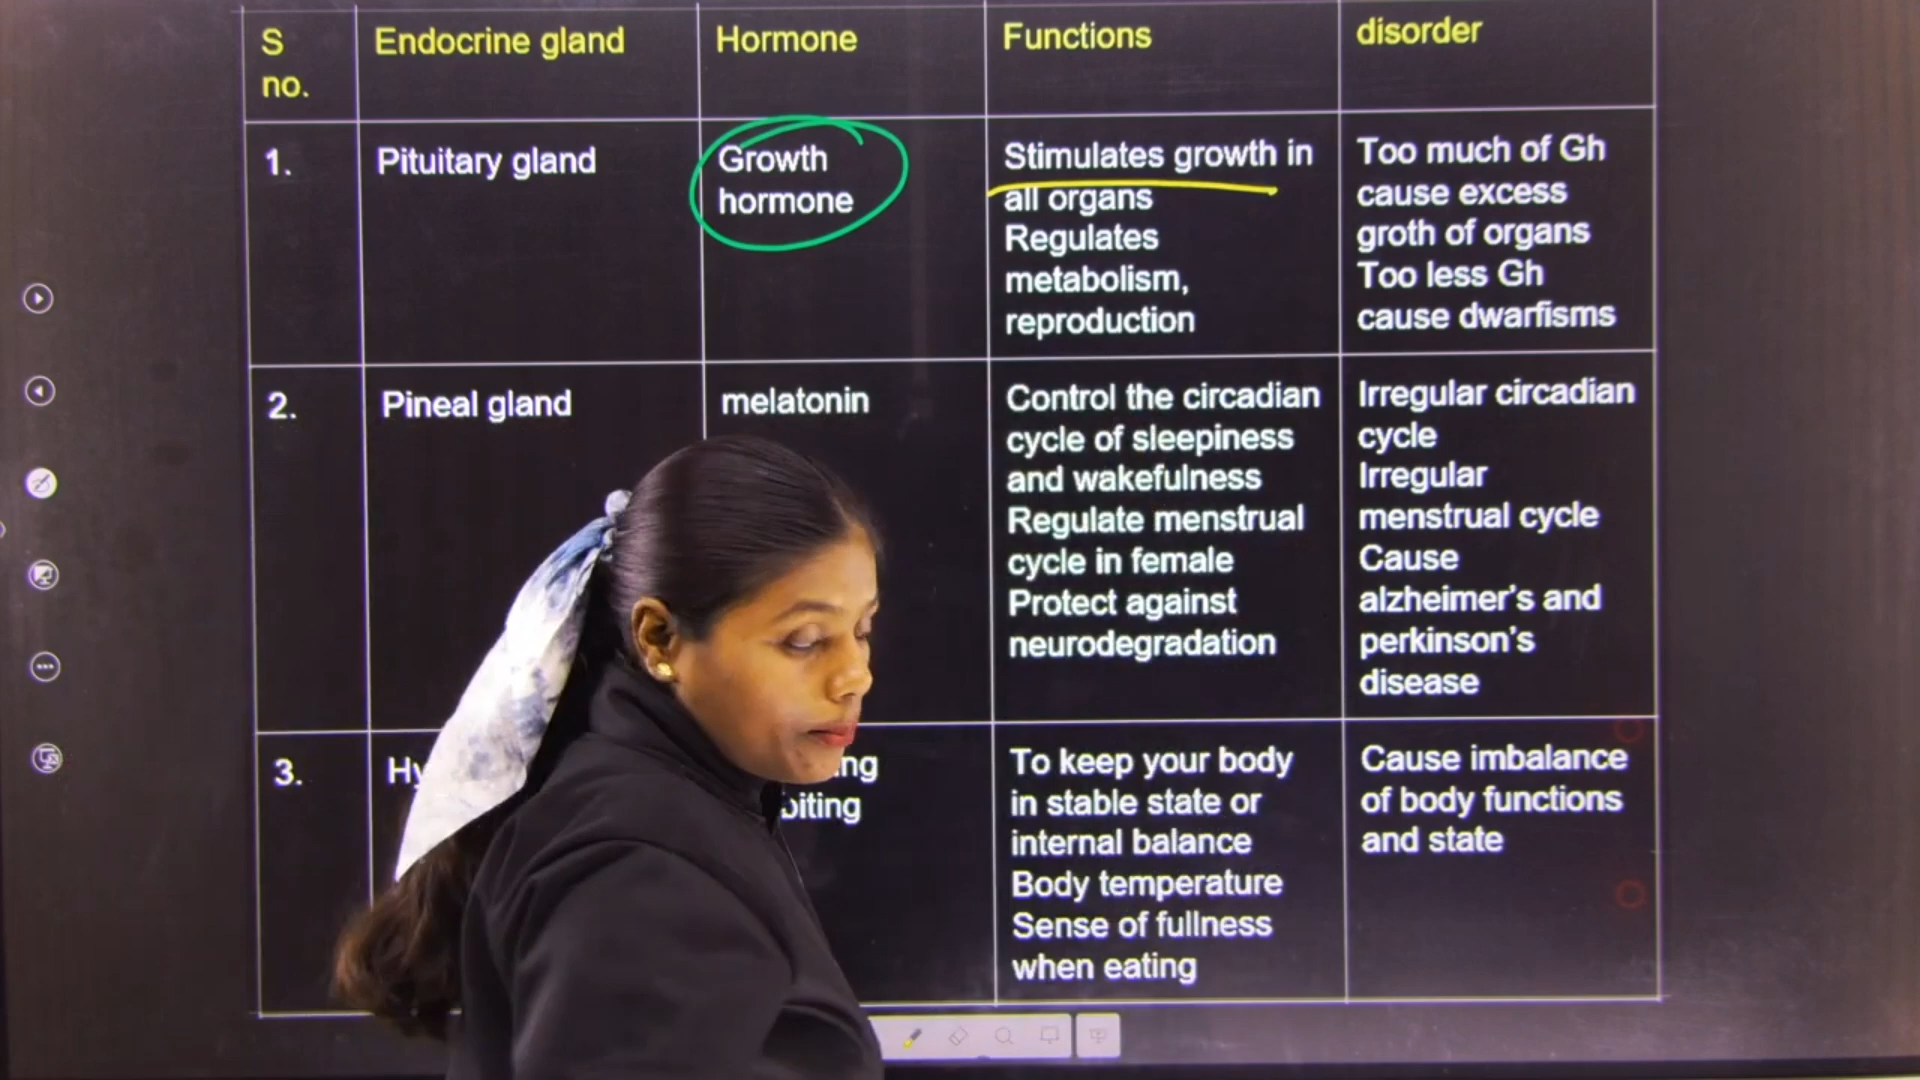 S
no.
Endocrine gland
Hormone
Functions
disorder
1.
Pituitary gland
Growth
hormone
Stimulates growth in
all organs
Regulates
metabolism,
reproduction
Too much of Gh
cause excess
groth of organs
Too less Gh
cause dwarfisms
2.
Pineal gland
melatonin
Control the circadian
cycle of sleepiness
and wakefulness
Regulate menstrual
cycle in female
Protect against
neurodegradation
Irregular circadian
cycle
Irregular
menstrual cycle
Cause
alzheimer's and
perkinson's
disease
3.
To keep your body
in stable state or
internal balance
Body temperature
Sense of fullness
when eating
Cause imbalance
of body functions
and state